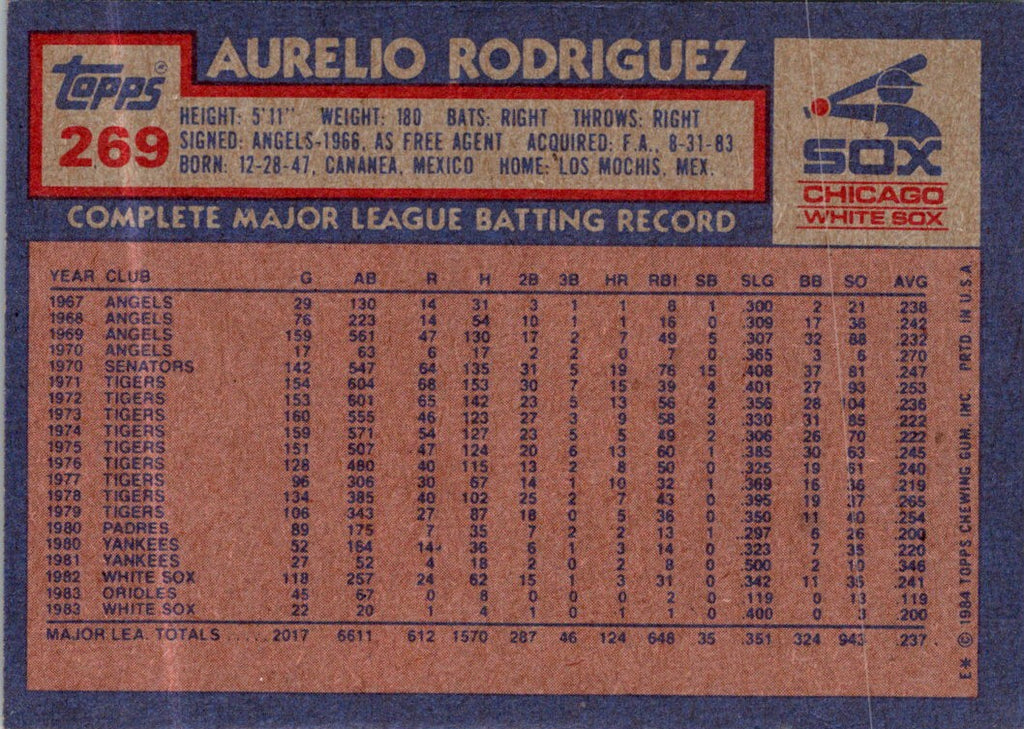 AURELIO RODRIGUEZ
TOPPS
269
HEIGHT: 5'11" WEIGHT: 180 BATS: RIGHT THROWS: RIGHT
SIGNED: ANGELS-1966, AS FREE AGENT ACQUIRED: F.A., 8-31-83
BORN: 12-28-47, CANANEA, MEXICO HOME: LOS MOCHIS, MEX.
SOX
CHICAGO
WHITE SOX
COMPLETE MAJOR LEAGUE BATTING RECORD
YEAR CLUB G AB R H 2B 3B HR RBI SB SLG BB SO AVG
1967 ANGELS 29 130 14 31 3 1 1 8 1 .300 2 21 .238
1968 ANGELS 76 223 14 54 10 1 1 16 0 .309 17 36 .242
1969 ANGELS 159 561 47 130 17 2 7 49 5 .307 32 88 .232
1970 ANGELS 17 63 6 17 2 2 0 7 0 .365 3 6 .270
1970 SENATORS 142 547 64 135 31 5 19 76 15 .408 37 81 .247
1971 TIGERS 154 604 68 153 30 7 15 39 4 .401 27 93 .253
1972 TIGERS 153 601 65 142 23 5 13 56 2 .356 28 104 .236
1973 TIGERS 160 555 46 123 27 3 9 58 3 .330 31 85 .222
1974 TIGERS 159 571 54 127 23 5 5 49 2 .306 26 70 .222
1975 TIGERS 151 507 47 124 20 6 13 60 1 .385 30 63 .245
1976 TIGERS 128 480 40 115 13 2 8 50 0 .325 19 61 .240
1977 TIGERS 96 306 30 67 14 1 10 32 1 .369 16 36 .219
1978 TIGERS 134 385 40 102 25 2 7 43 0 .395 19 37 .265
1979 TIGERS 106 343 27 87 18 0 5 36 0 .350 11 40 .254
1980 PADRES 89 175 7 35 7 2 2 13 1 .297 6 26 .200
1980 YANKEES 52 164 14 36 6 1 3 14 0 .323 7 35 .220
1981 YANKEES 27 52 4 18 2 0 2 8 0 .500 2 10 .346
1982 WHITE SOX 118 257 24 62 15 1 3 31 0 .342 11 35 .241
1983 ORIOLES 45 67 0 8 0 0 0 2 0 .119 0 13 .119
1983 WHITE SOX 22 20 1 4 1 0 1 1 0 .400 0 3 .200
MAJOR LEA. TOTALS ..... 2017 6611 612 1570 287 46 124 648 35 .351 324 943 .237
E* © 1984 TOPPS CHEWING GUM, INC. PRTD. IN U.S.A.